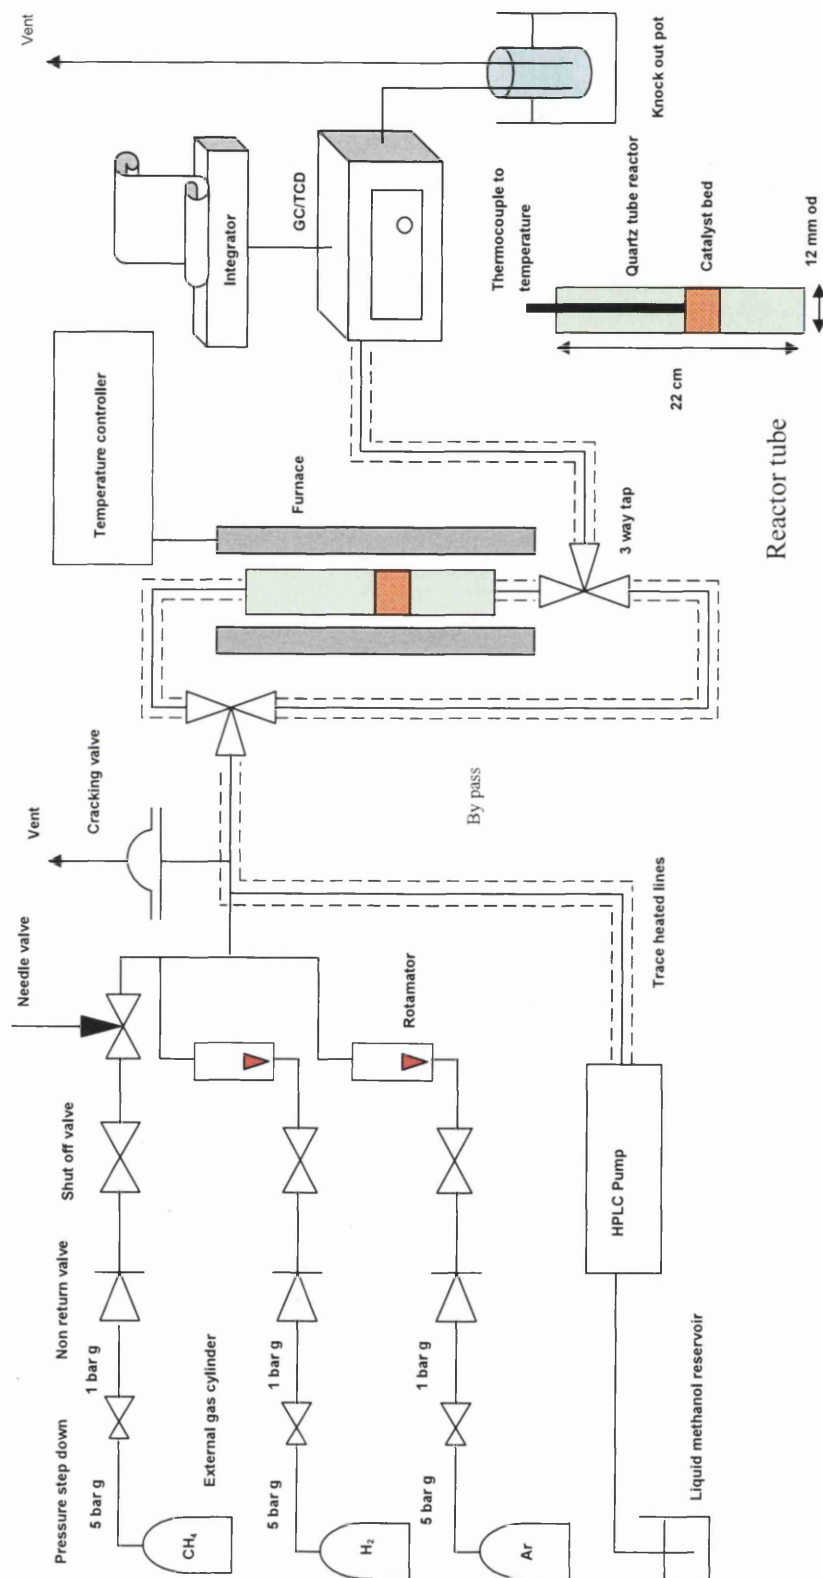 Pressure step down
Non return valve
Shut off valve
Needle valve
Vent
Cracking valve
Temperature controller
Integrator
Vent
5 bar g
1 bar g
CH₄
External gas cylinder
Furnace
GC/TCD
5 bar g
1 bar g
H₂
Rotamator
By pass
5 bar g
1 bar g
Ar
3 way tap
Thermocouple to
temperature
Quartz tube reactor
Catalyst bed
Knock out pot
HPLC Pump
Trace heated lines
Liquid methanol reservoir
22 cm
12 mm od
Reactor tube